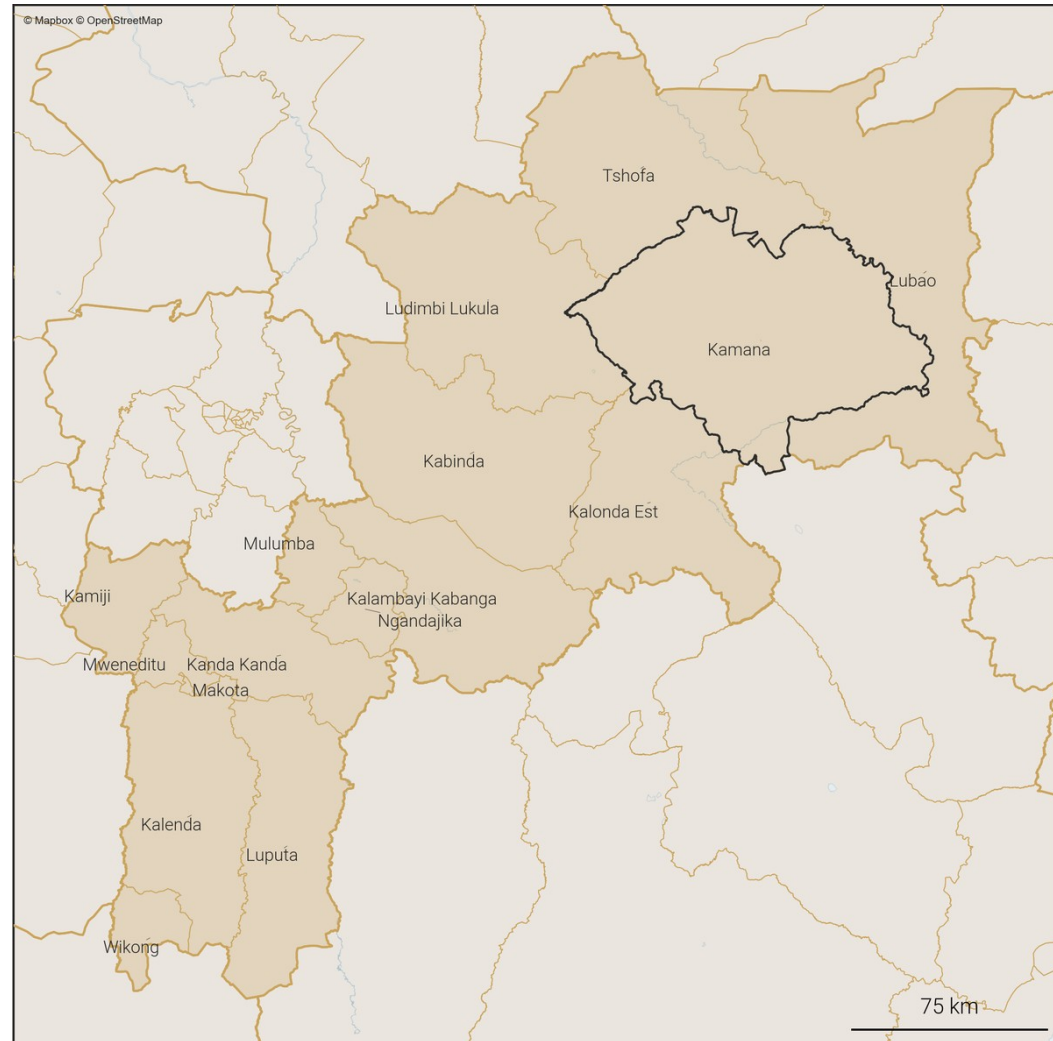 © Mapbox © OpenStreetMap
Tshofa
Lubao
Ludimbi Lukula
Kamana
Kabinda
Kalonda Est
Mulumba
Kamiji
Kalambayi Kabanga
Ngandajika
Mweneditu
Kanda Kanda
Makota
Kalenda
Luputa
Wikong
75 km